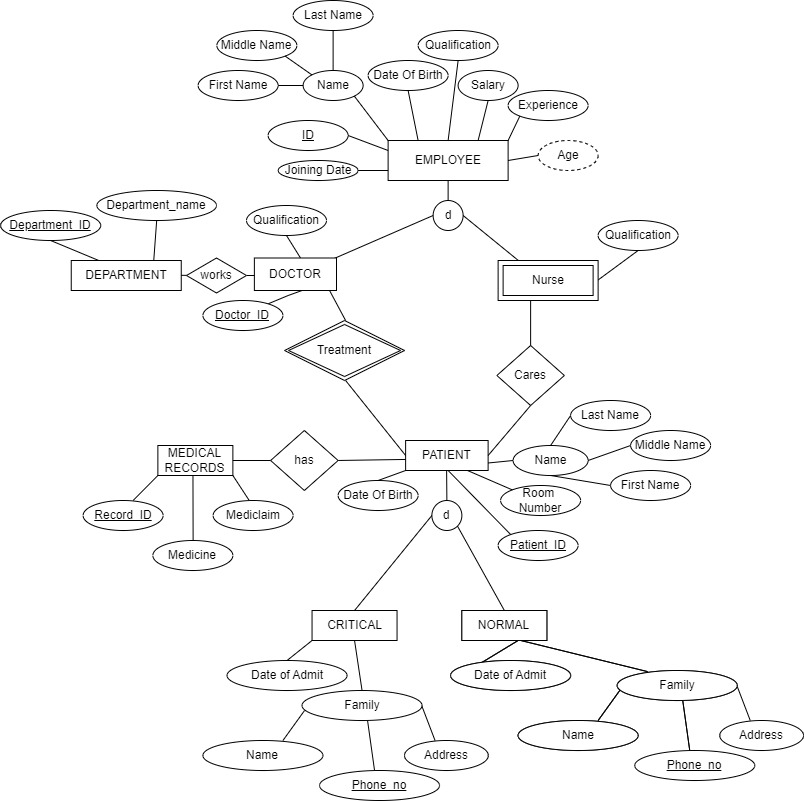 Last Name
Middle Name
Qualification
Date Of Birth
First Name
Name
Salary
Experience
ID
EMPLOYEE
Age
Joining Date
Department_name
d
Department_ID
Qualification
Qualification
DEPARTMENT
works
DOCTOR
Nurse
Doctor_ID
Treatment
Cares
Last Name
Middle Name
MEDICAL
RECORDS
has
PATIENT
Name
First Name
Date Of Birth
Room
Number
Record_ID
Mediclaim
d
Patient_ID
Medicine
CRITICAL
NORMAL
Date of Admit
Date of Admit
Family
Family
Name
Address
Name
Address
Phone_no
Phone_no